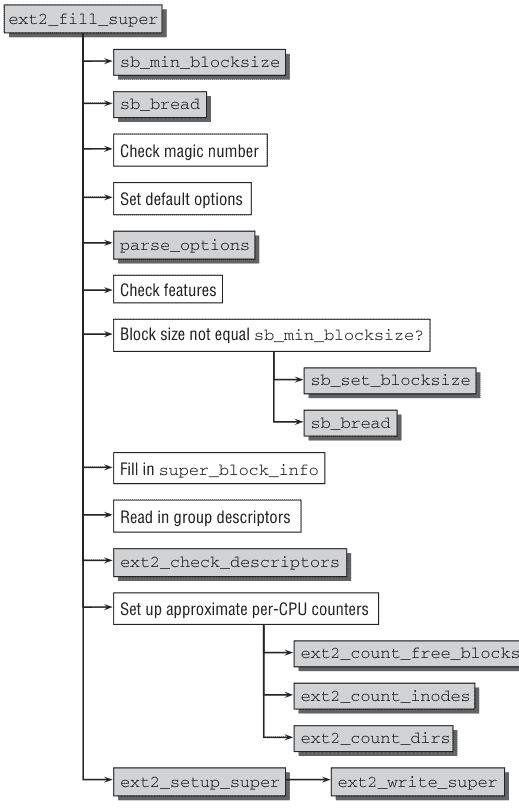 ext2_fill_super
sb_min_blocksize
sb_bread
Check magic number
Set default options
parse_options
Check features
Block size not equal sb_min_blocksize?
sb_set_blocksize
sb_bread
Fill in super_block_info
Read in group descriptors
ext2_check_descriptors
Set up approximate per-CPU counters
ext2_count_free_blocks
ext2_count_inodes
ext2_count_dirs
ext2_setup_super ext2_write_super